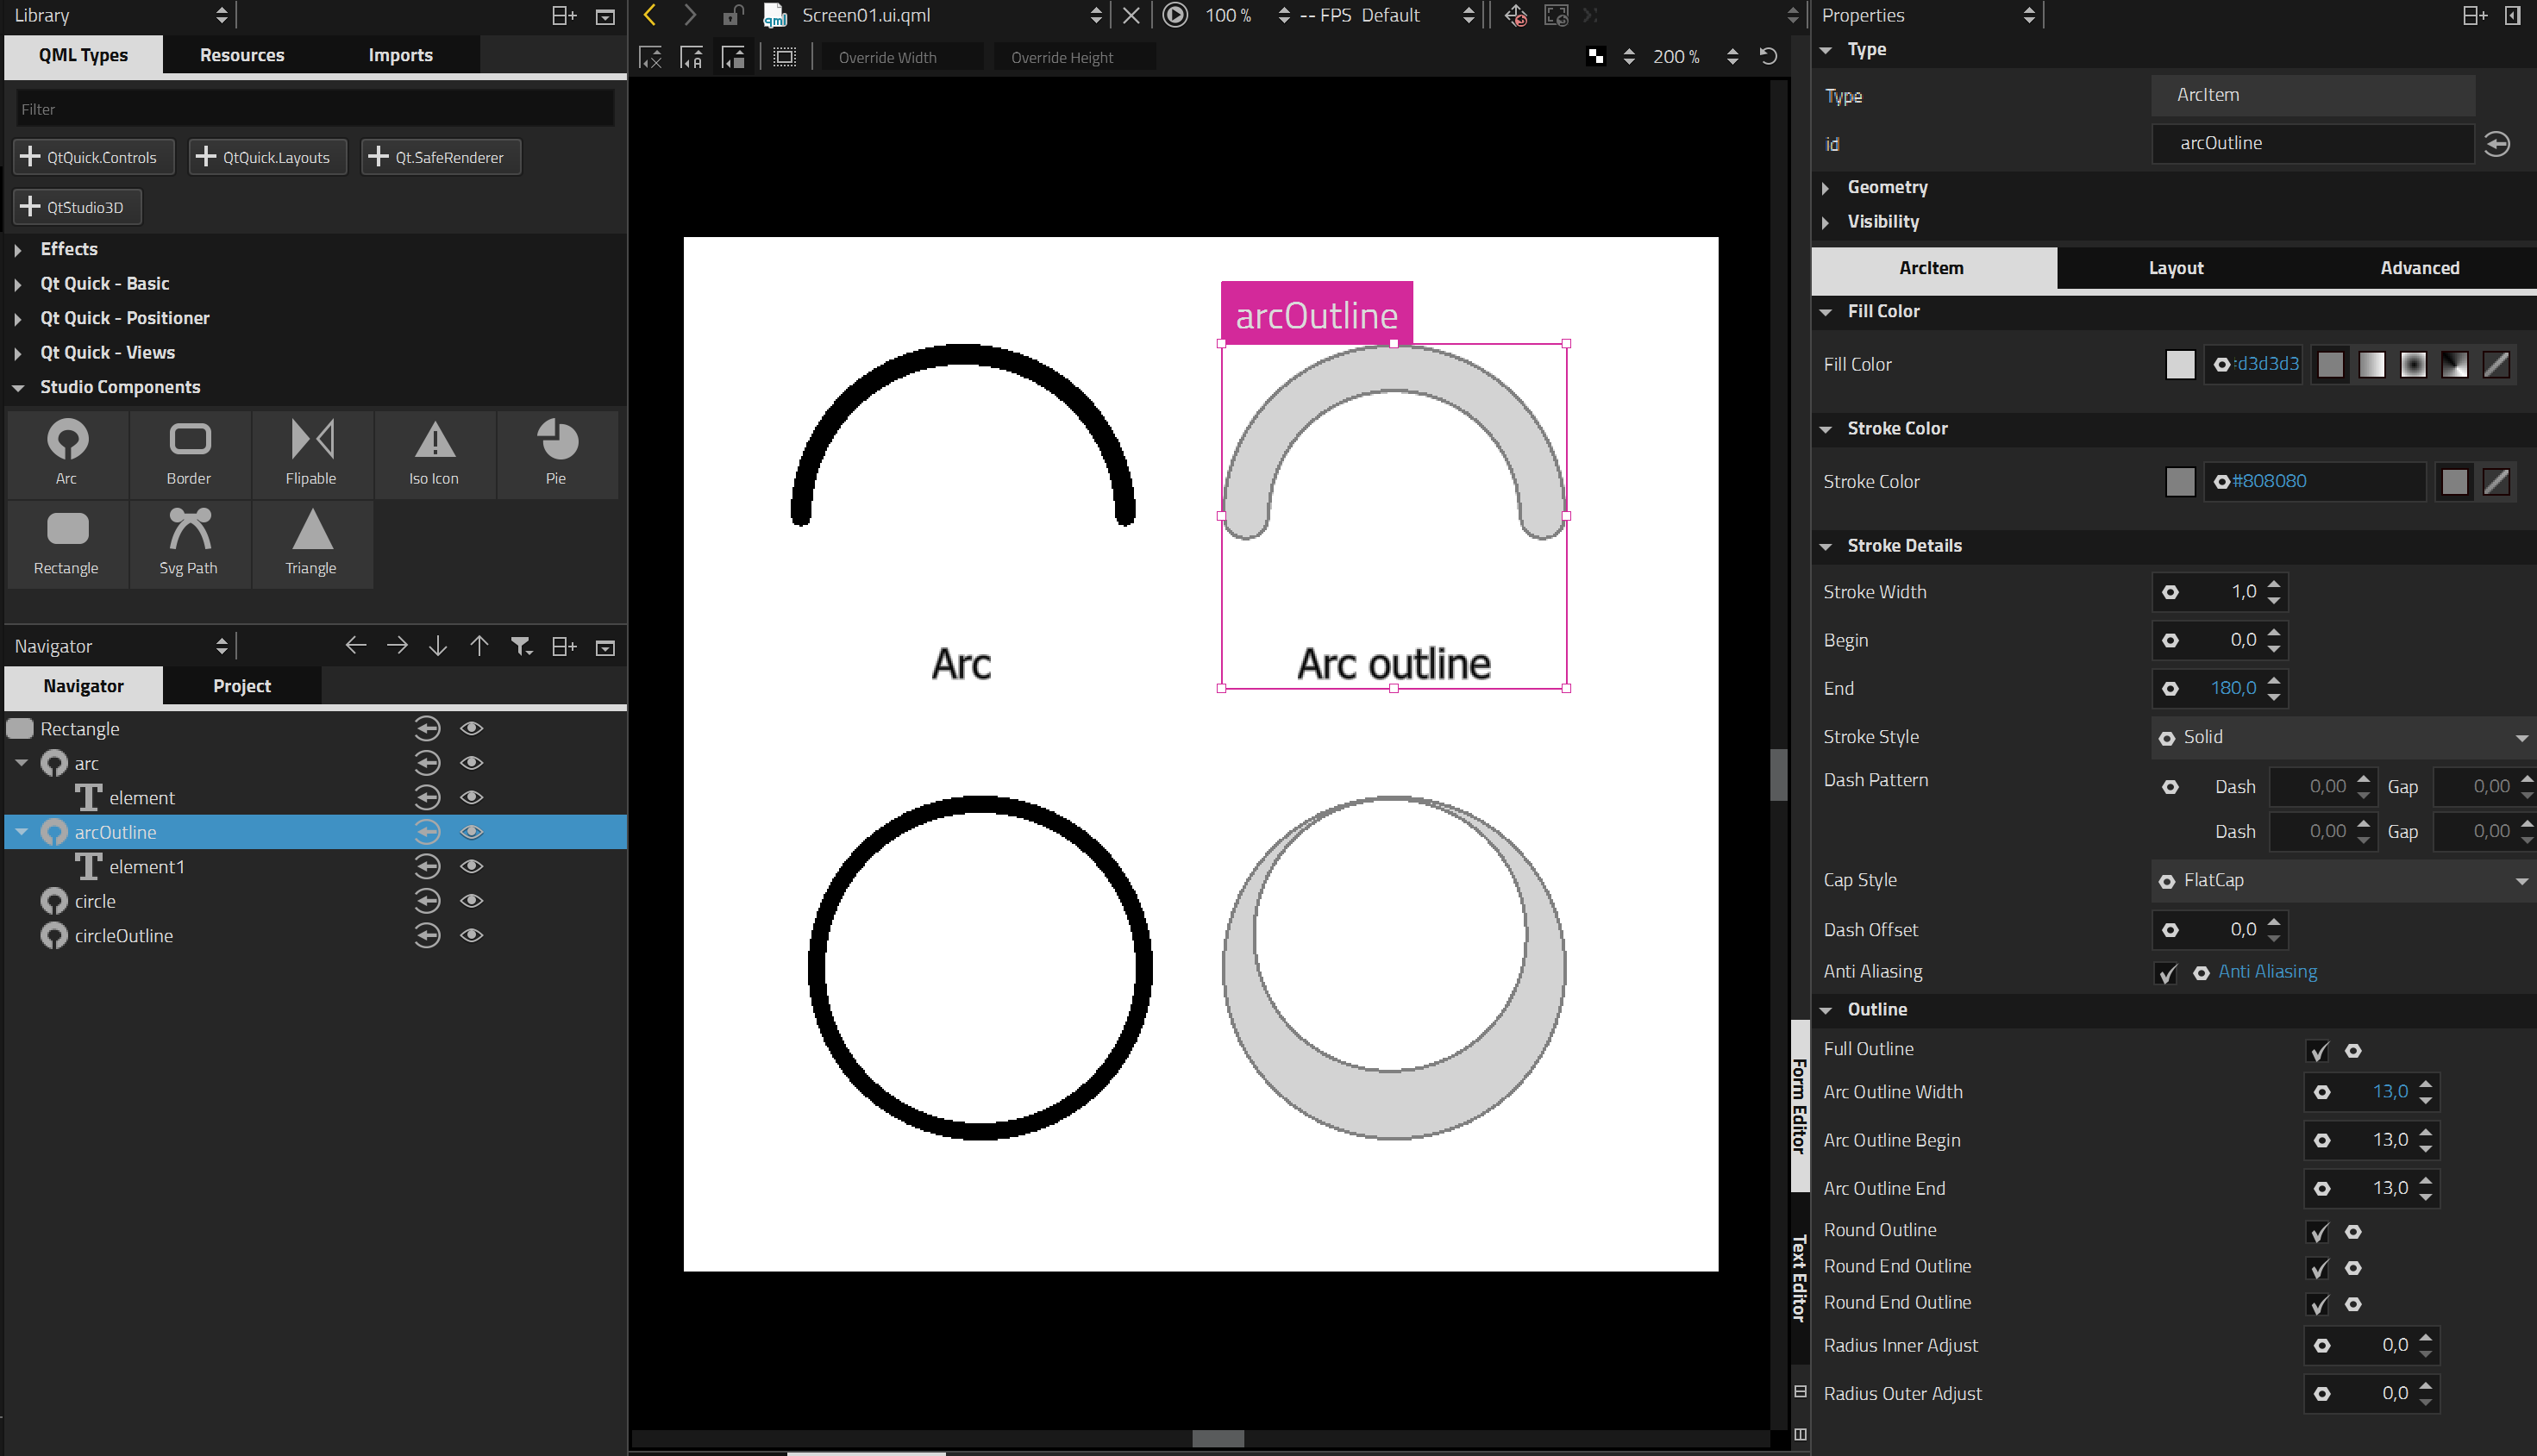 Library
QML Types Resources Imports
Filter
QtQuick.Controls QtQuick.Layouts Qt.SafeRenderer
QtStudio3D
Effects
Qt Quick - Basic
Qt Quick - Positioner
Qt Quick - Views
Studio Components
Arc Border Flipable Iso Icon Pie
Rectangle Svg Path Triangle
Navigator
Navigator Project
Rectangle
arc
element
arcOutline
element1
circle
circleOutline
qml Screen01.ui.qml 100 % -- FPS Default
Override Width Override Height 200 %
arcOutline
Arc
Arc outline
Form Editor
Text Editor
Properties
Type
Type ArcItem
id arcOutline
Geometry
Visibility
ArcItem Layout Advanced
Fill Color
Fill Color d3d3d3
Stroke Color
Stroke Color #808080
Stroke Details
Stroke Width 1,0
Begin 0,0
End 180,0
Stroke Style Solid
Dash Pattern Dash 0,00 Gap 0,00
Dash 0,00 Gap 0,00
Cap Style FlatCap
Dash Offset 0,0
Anti Aliasing Anti Aliasing
Outline
Full Outline
Arc Outline Width 13,0
Arc Outline Begin 13,0
Arc Outline End 13,0
Round Outline
Round End Outline
Round End Outline
Radius Inner Adjust 0,0
Radius Outer Adjust 0,0